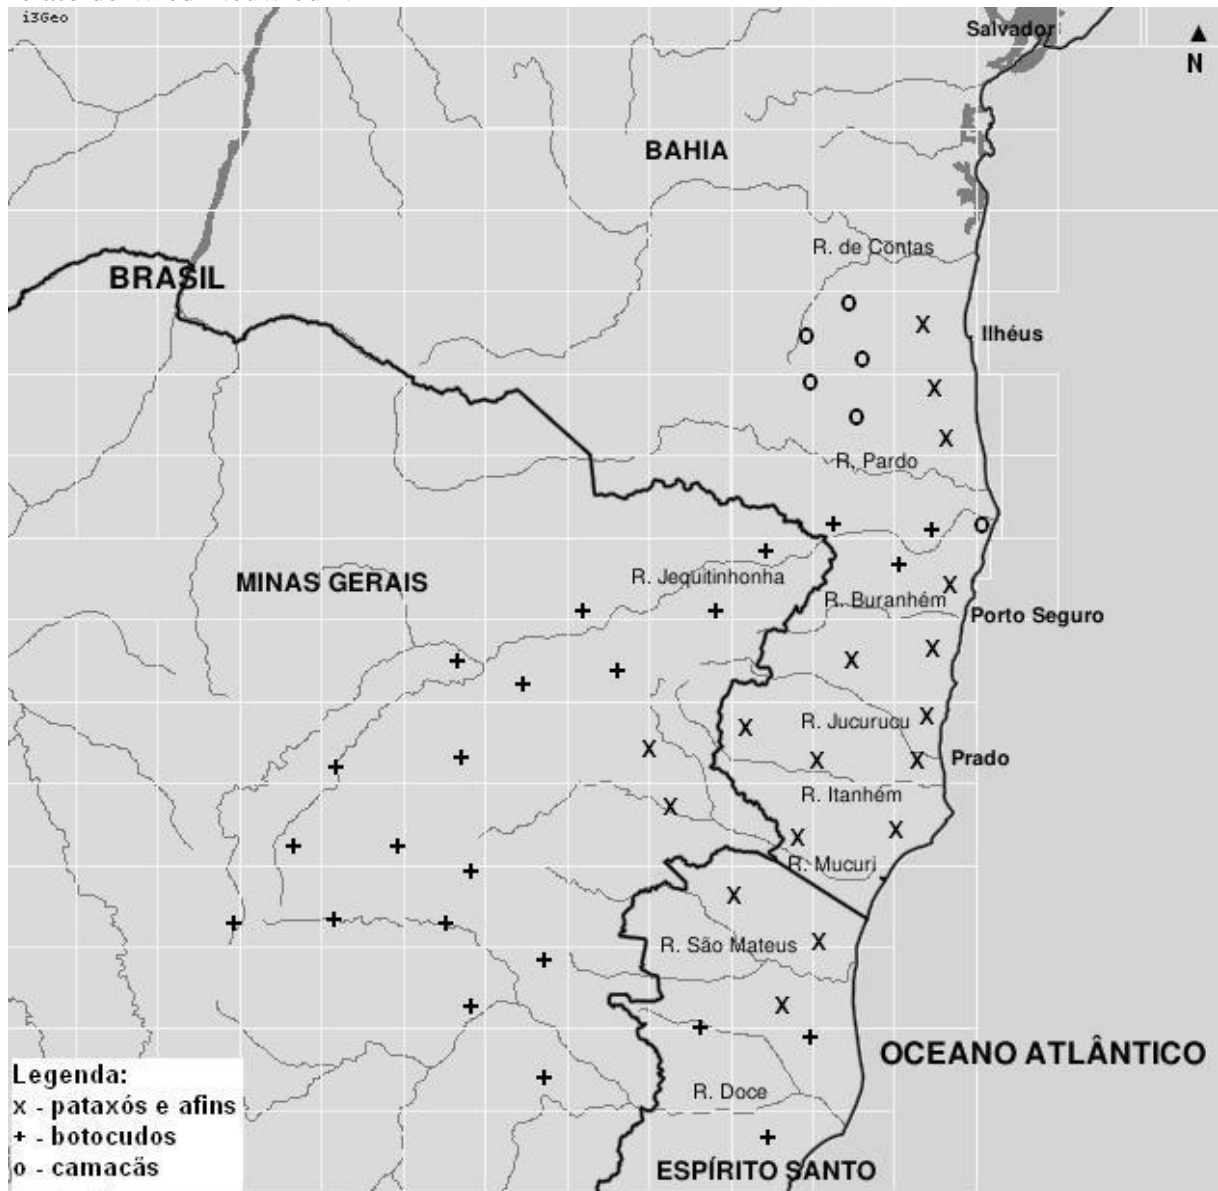 i3Geo
Salvador
N
BAHIA
R. de Contas
BRASIL
Ilhéus
R. Pardo
MINAS GERAIS
R. Jequitinhonha
R. Buranhém
Porto Seguro
R. Jucurucu
Prado
R. Itanhém
R. Mucuri
R. São Mateus
OCEANO ATLÂNTICO
R. Doce
ESPÍRITO SANTO
Legenda:
x - pataxós e afins
+ - botocudos
o - camacãs